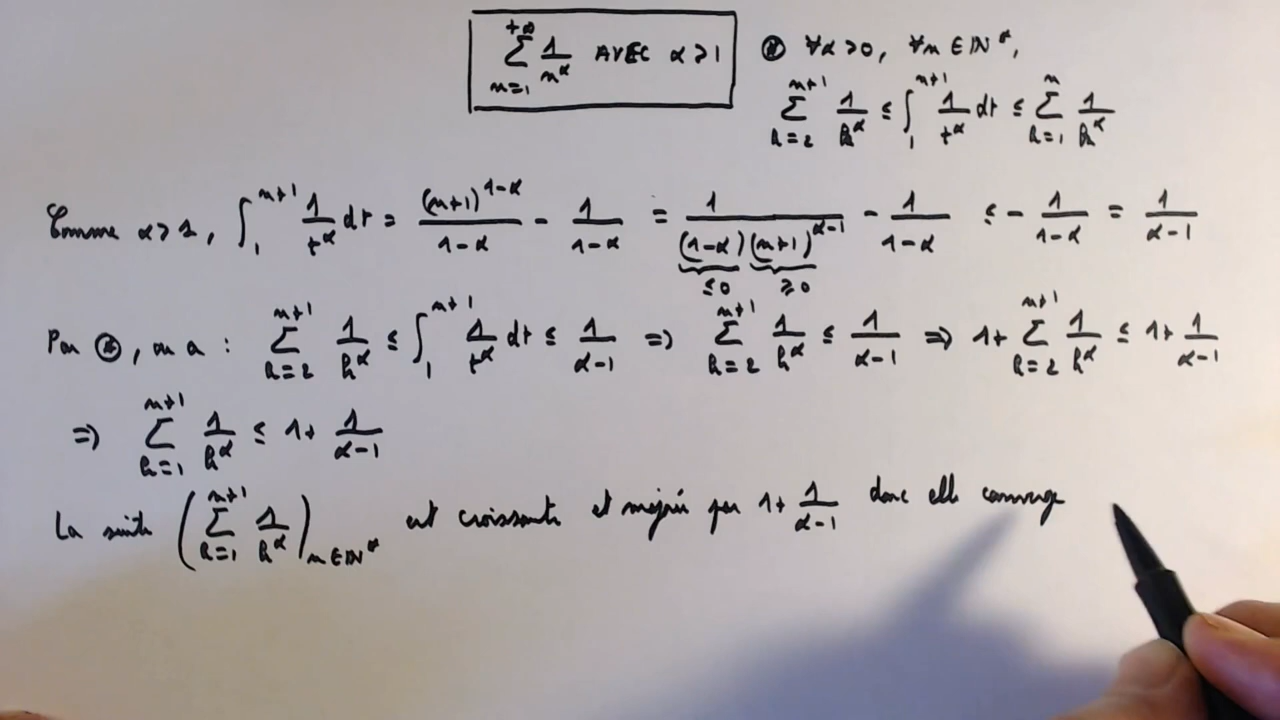 ∑_{n=1}^{+∞} 1/n^α AVEC α > 1
⊛ ∀α > 0, ∀n ∈ ℕ*,
∑_{k=2}^{n+1} 1/k^α ≤ ∫_1^{n+1} 1/t^α dt ≤ ∑_{k=1}^{n} 1/k^α
Comme α > 1, ∫_1^{n+1} 1/t^α dt = (n+1)^{1-α}/(1-α) - 1/(1-α) = 1/((1-α)(n+1)^{α-1}) - 1/(1-α) ≤ - 1/(1-α) = 1/(α-1)
≤0 ≥0
Par ⊛, on a : ∑_{k=2}^{n+1} 1/k^α ≤ ∫_1^{n+1} 1/t^α dt ≤ 1/(α-1) => ∑_{k=2}^{n+1} 1/k^α ≤ 1/(α-1) => 1 + ∑_{k=2}^{n+1} 1/k^α ≤ 1 + 1/(α-1)
=> ∑_{k=1}^{n+1} 1/k^α ≤ 1 + 1/(α-1)
La suite (∑_{k=1}^{n+1} 1/k^α)_{n∈ℕ*} est croissante et majorée par 1 + 1/(α-1) donc elle converge